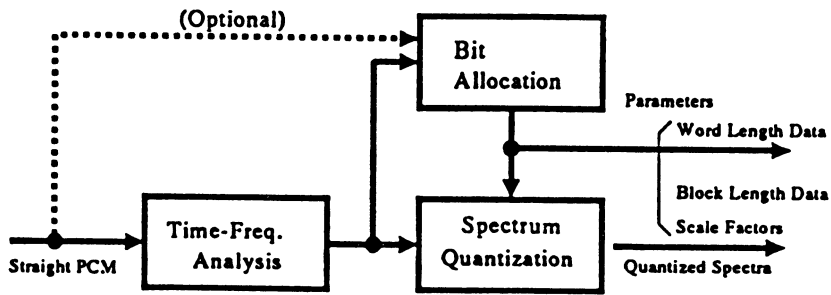 (Optional)
Bit
Allocation
Parameters
Word Length Data
Block Length Data
Scale Factors
Time-Freq.
Analysis
Spectrum
Quantization
Straight PCM
Quantized Spectra